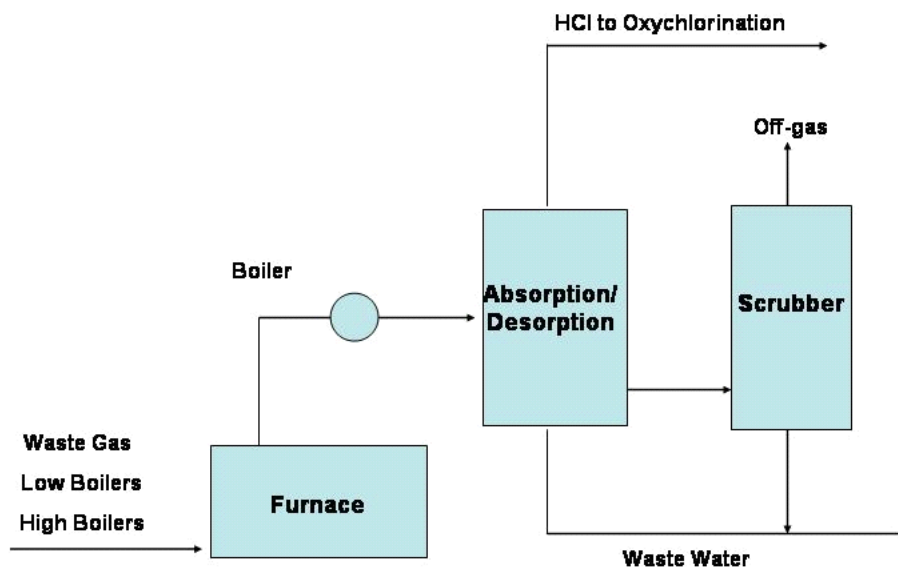 HCl to Oxychlorination
Off-gas
Boiler
Absorption/
Desorption
Scrubber
Waste Gas
Low Boilers
High Boilers
Furnace
Waste Water